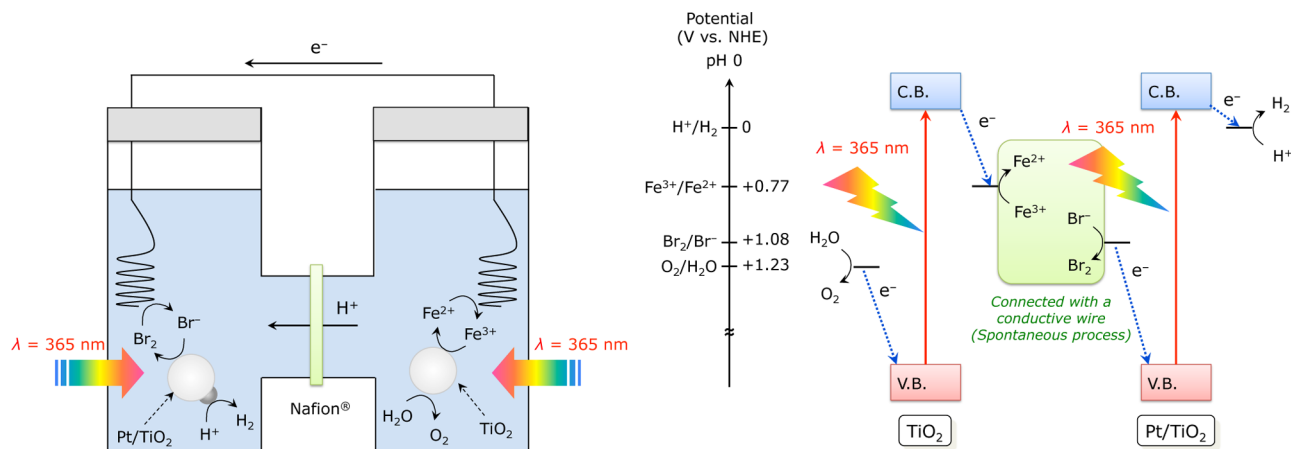 e⁻
H⁺
Br⁻
Br₂
Fe²⁺
Fe³⁺
λ = 365 nm
λ = 365 nm
Pt/TiO₂
H⁺
H₂
Nafion®
H₂O
O₂
TiO₂
Potential
(V vs. NHE)
pH 0
H⁺/H₂
0
Fe³⁺/Fe²⁺
+0.77
Br₂/Br⁻
+1.08
O₂/H₂O
+1.23
C.B.
e⁻
λ = 365 nm
H₂O
O₂
e⁻
V.B.
TiO₂
Fe²⁺
Fe³⁺
Br⁻
Br₂
Connected with a
conductive wire
(Spontaneous process)
λ = 365 nm
C.B.
e⁻
H₂
H⁺
e⁻
V.B.
Pt/TiO₂